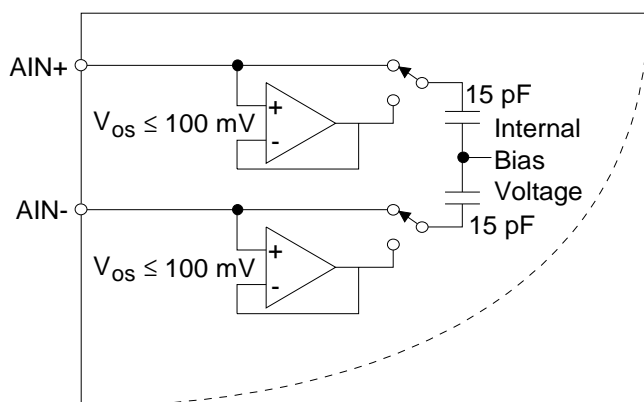 AIN+
+
-
V_os ≤ 100 mV
15 pF
Internal
Bias
Voltage
15 pF
AIN-
+
-
V_os ≤ 100 mV